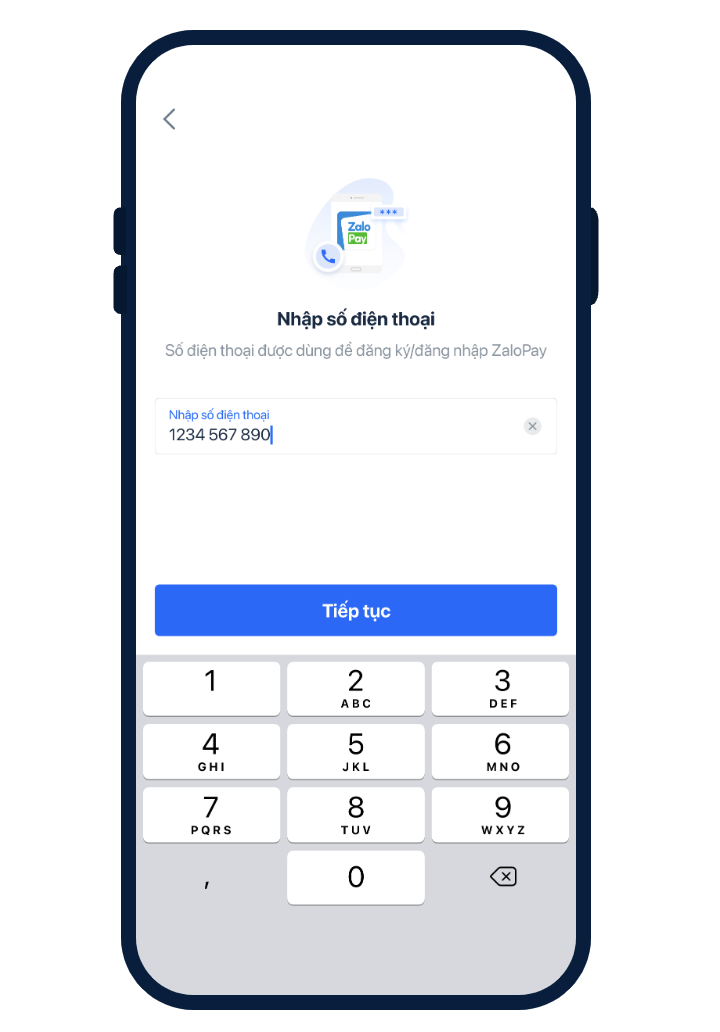 ***
Zalo
Pay
Nhập số điện thoại
Số điện thoại được dùng để đăng ký/đăng nhập ZaloPay
Nhập số điện thoại
1234 567 890
Tiếp tục
1 2 3
ABC DEF
4 5 6
GHI JKL MNO
7 8 9
PQRS TUV WXYZ
, 0